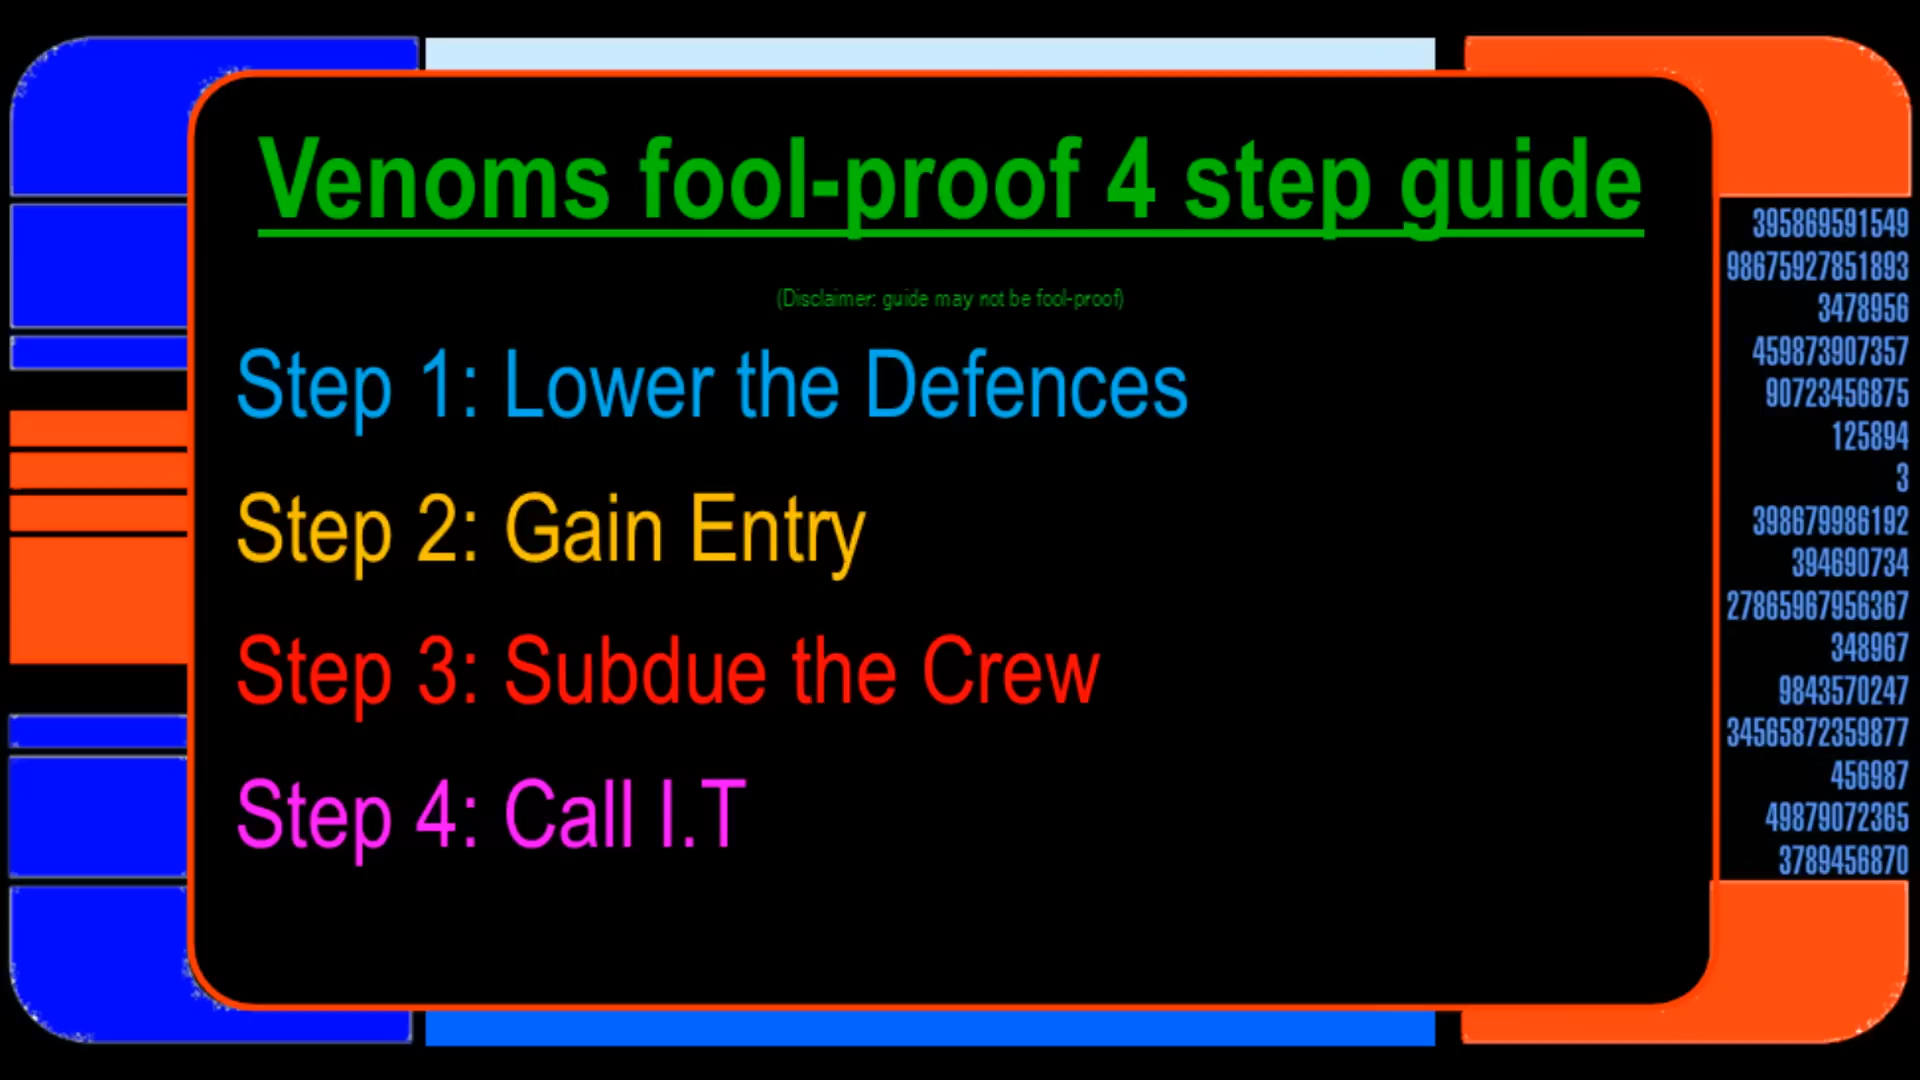 Venoms fool-proof 4 step guide
(Disclaimer: guide may not be fool-proof)
Step 1: Lower the Defences
Step 2: Gain Entry
Step 3: Subdue the Crew
Step 4: Call I.T
395869591549
98675927851893
3478956
459873907357
90723456875
125894
3
398679986192
394690734
27865967956367
348967
9843570247
34565872359877
456987
49879072365
3789456870